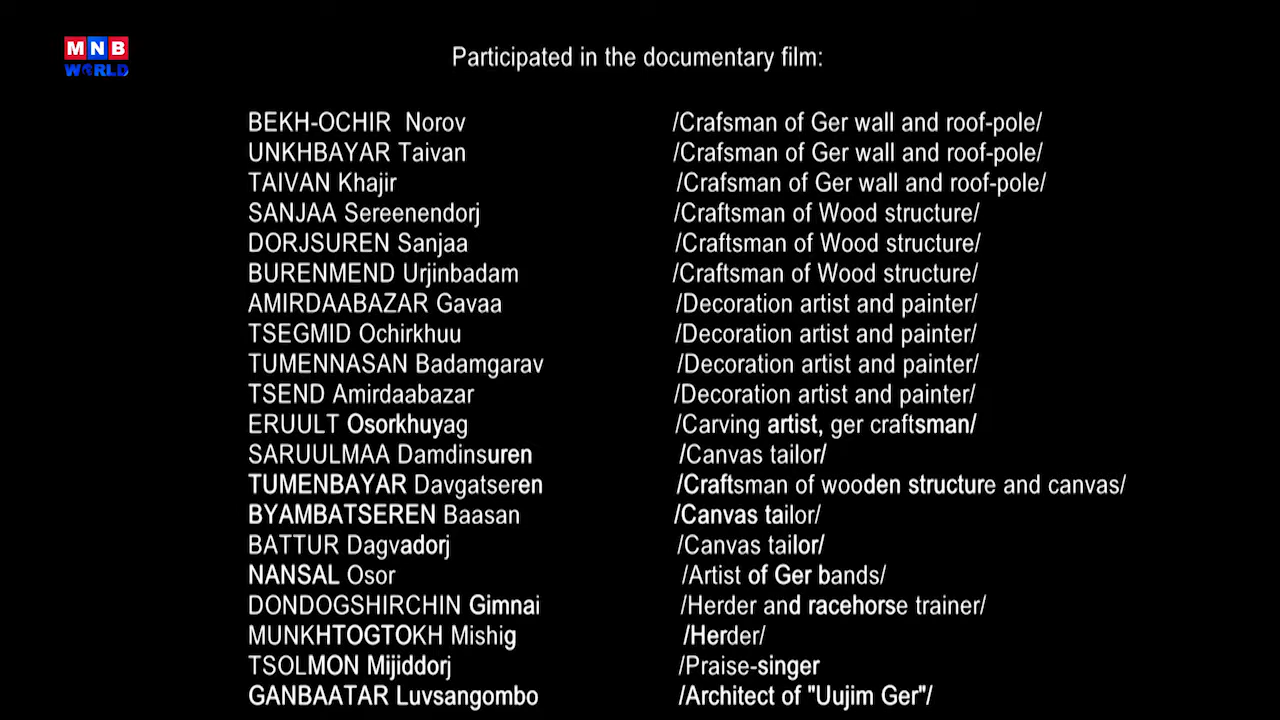 MNB
WORLD
Participated in the documentary film:
BEKH-OCHIR Norov /Crafsman of Ger wall and roof-pole/
UNKHBAYAR Taivan /Crafsman of Ger wall and roof-pole/
TAIVAN Khajir /Crafsman of Ger wall and roof-pole/
SANJAA Sereenendorj /Craftsman of Wood structure/
DORJSUREN Sanjaa /Craftsman of Wood structure/
BURENMEND Urjinbadam /Craftsman of Wood structure/
AMIRDAABAZAR Gavaa /Decoration artist and painter/
TSEGMID Ochirkhuu /Decoration artist and painter/
TUMENNASAN Badamgarav /Decoration artist and painter/
TSEND Amirdaabazar /Decoration artist and painter/
ERUULT Osorkhuyag /Carving artist, ger craftsman/
SARUULMAA Damdinsuren /Canvas tailor/
TUMENBAYAR Davgatseren /Craftsman of wooden structure and canvas/
BYAMBATSEREN Baasan /Canvas tailor/
BATTUR Dagvadorj /Canvas tailor/
NANSAL Osor /Artist of Ger bands/
DONDOGSHIRCHIN Gimnai /Herder and racehorse trainer/
MUNKHTOGTOKH Mishig /Herder/
TSOLMON Mijiddorj /Praise-singer
GANBAATAR Luvsangombo /Architect of "Uujim Ger"/